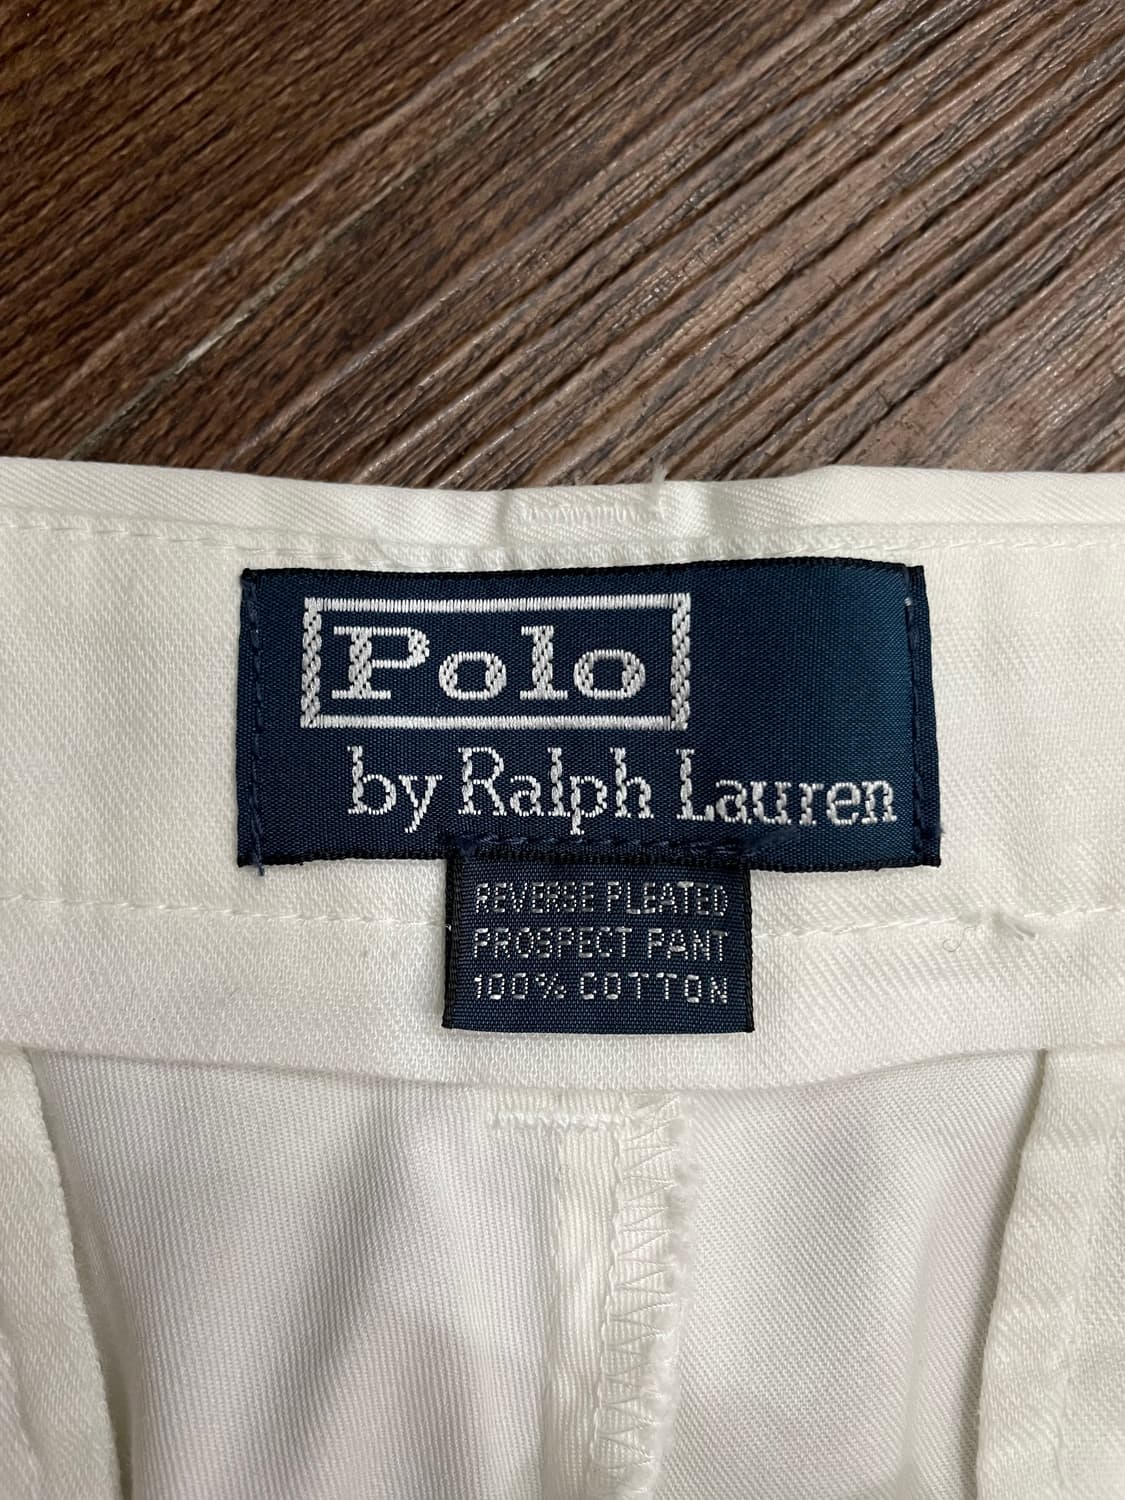 Polo
by Ralph Lauren
REVERSE PLEATED
PROSPECT PANT
100% COTTON